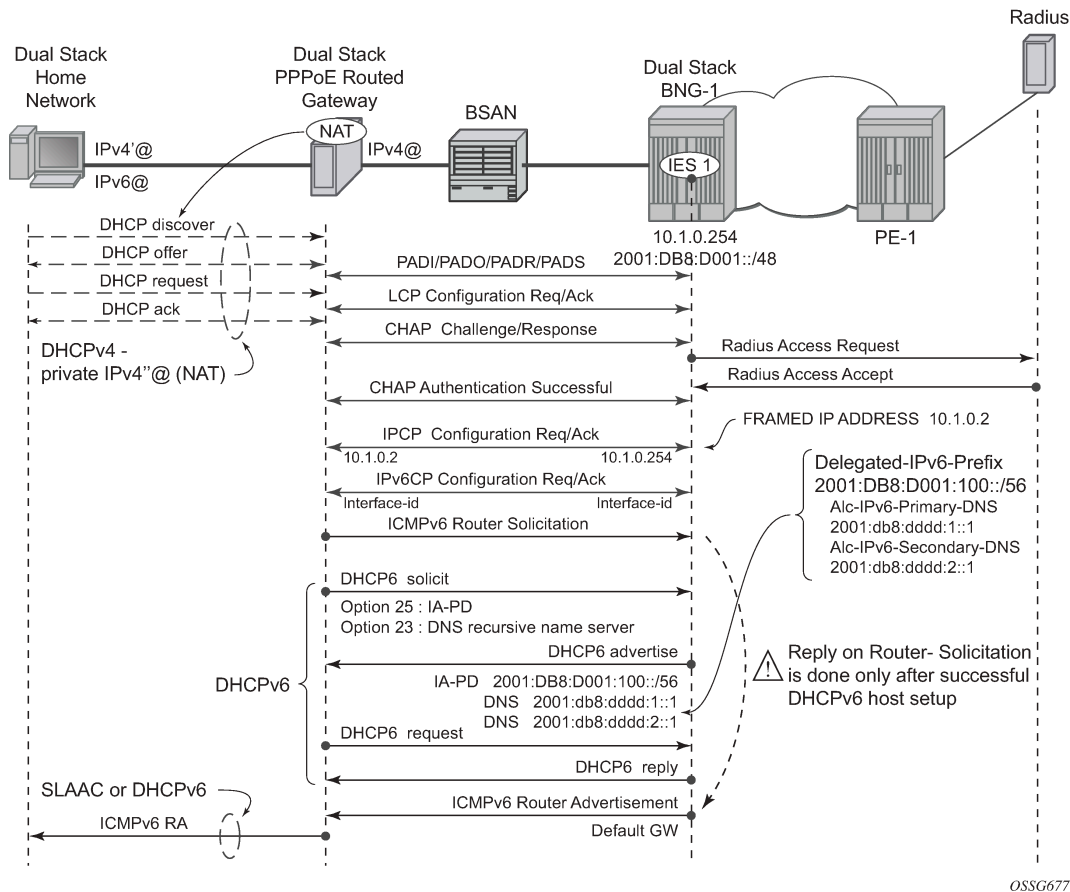 Radius
Dual Stack
Home
Network
Dual Stack
PPPoE Routed
Gateway
Dual Stack
BNG-1
BSAN
NAT
IPv4'@
IPv6@
IPv4@
IES 1
PE-1
10.1.0.254
2001:DB8:D001::/48
DHCP discover
DHCP offer
DHCP request
DHCP ack
DHCPv4 -
private IPv4"@ (NAT)
PADI/PADO/PADR/PADS
LCP Configuration Req/Ack
CHAP Challenge/Response
Radius Access Request
Radius Access Accept
CHAP Authentication Successful
FRAMED IP ADDRESS 10.1.0.2
IPCP Configuration Req/Ack
10.1.0.2
10.1.0.254
IPv6CP Configuration Req/Ack
Interface-id
Interface-id
Delegated-IPv6-Prefix
2001:DB8:D001:100::/56
Alc-IPv6-Primary-DNS
2001:db8:dddd:1::1
Alc-IPv6-Secondary-DNS
2001:db8:dddd:2::1
ICMPv6 Router Solicitation
DHCP6 solicit
Option 25 : IA-PD
Option 23 : DNS recursive name server
DHCP6 advertise
IA-PD 2001:DB8:D001:100::/56
DNS 2001:db8:dddd:1::1
DNS 2001:db8:dddd:2::1
DHCP6 request
DHCP6 reply
DHCPv6
!
Reply on Router- Solicitation
is done only after successful
DHCPv6 host setup
ICMPv6 Router Advertisement
Default GW
SLAAC or DHCPv6
ICMPv6 RA
OSSG677